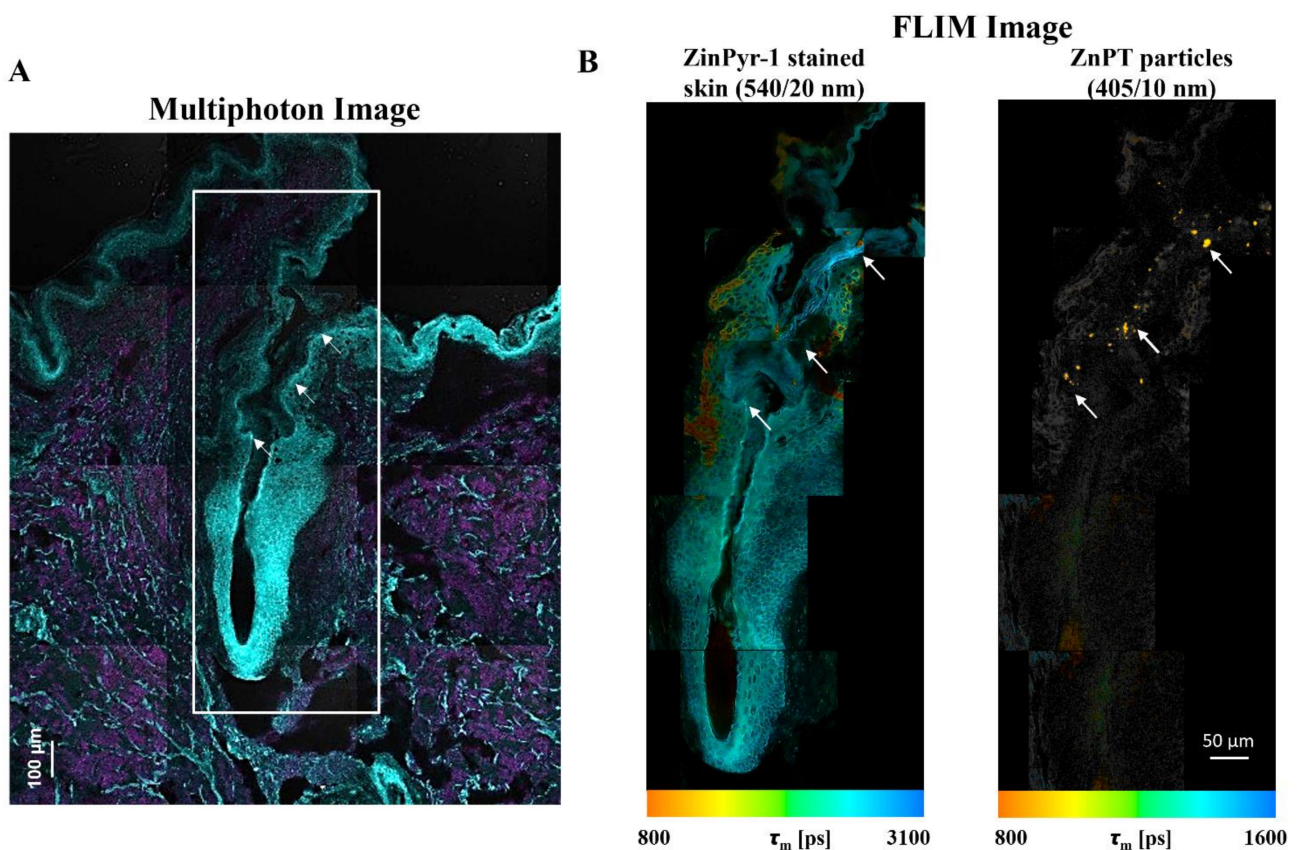 FLIM Image
A
B
Multiphoton Image
ZinPyr-1 stained
skin (540/20 nm)
ZnPT particles
(405/10 nm)
100 µm
50 µm
800 τm [ps] 3100
800 τm [ps] 1600